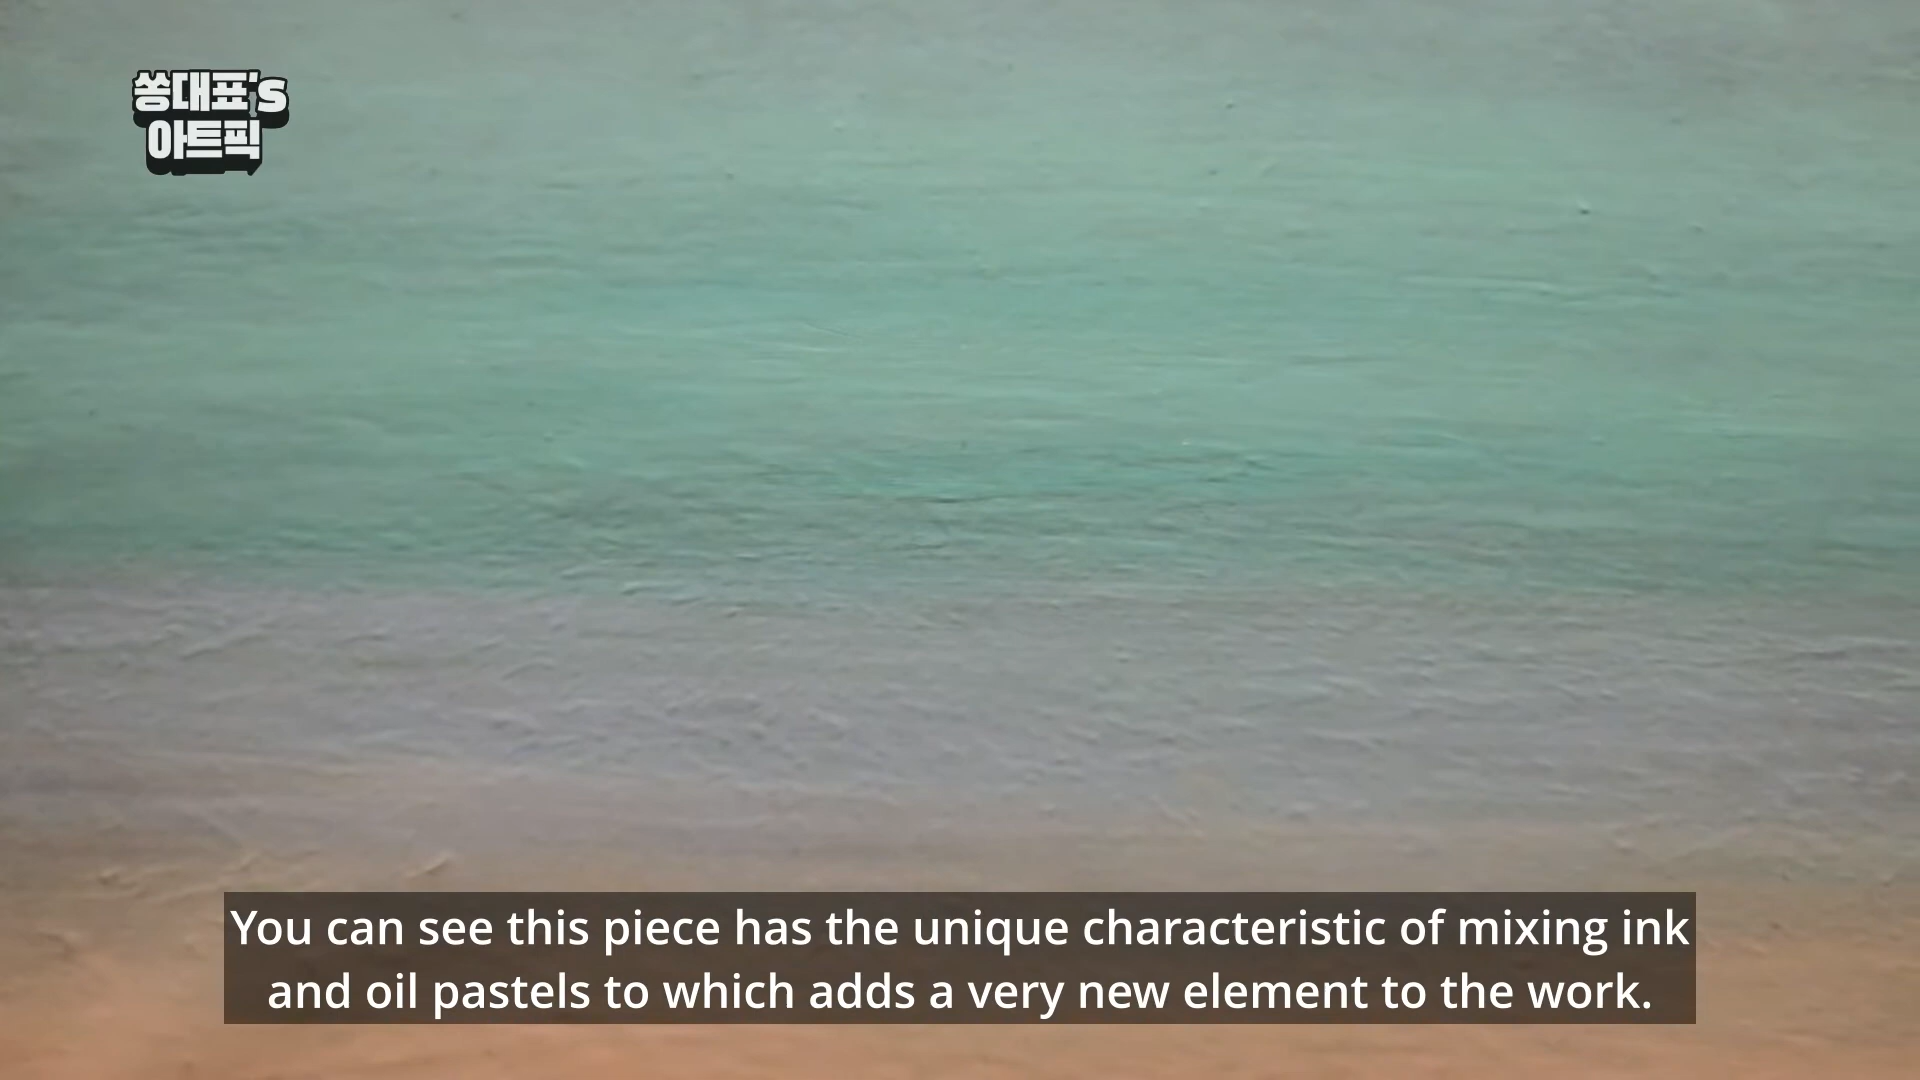 쏭대표's
아트픽
You can see this piece has the unique characteristic of mixing ink
and oil pastels to which adds a very new element to the work.